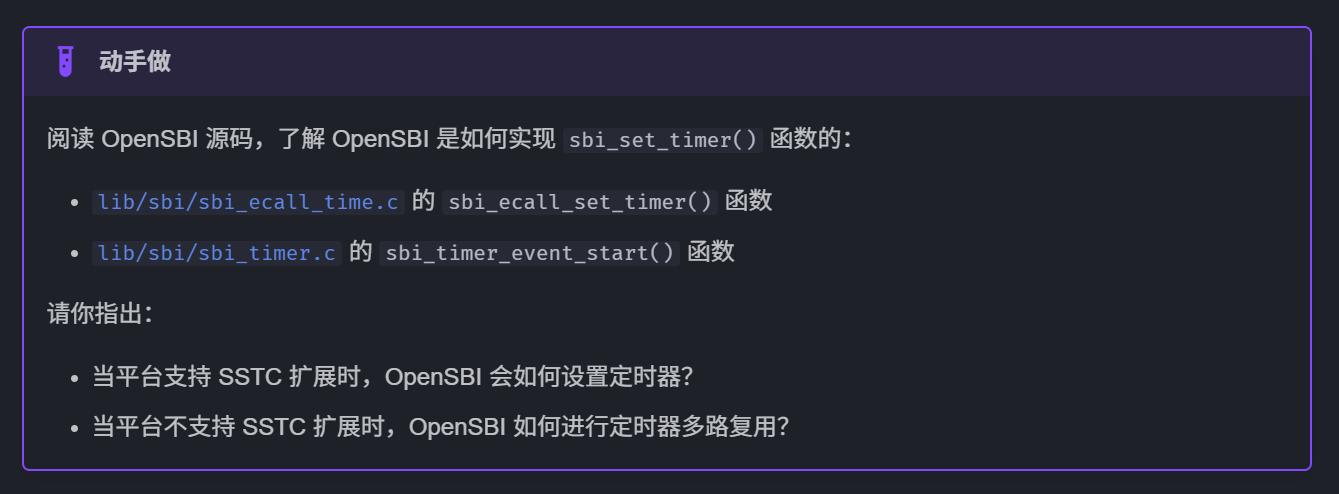 动手做
阅读 OpenSBI 源码，了解 OpenSBI 是如何实现 sbi_set_timer() 函数的：
• lib/sbi/sbi_ecall_time.c 的 sbi_ecall_set_timer() 函数
• lib/sbi/sbi_timer.c 的 sbi_timer_event_start() 函数
请你指出：
• 当平台支持 SSTC 扩展时，OpenSBI 会如何设置定时器？
• 当平台不支持 SSTC 扩展时，OpenSBI 如何进行定时器多路复用？